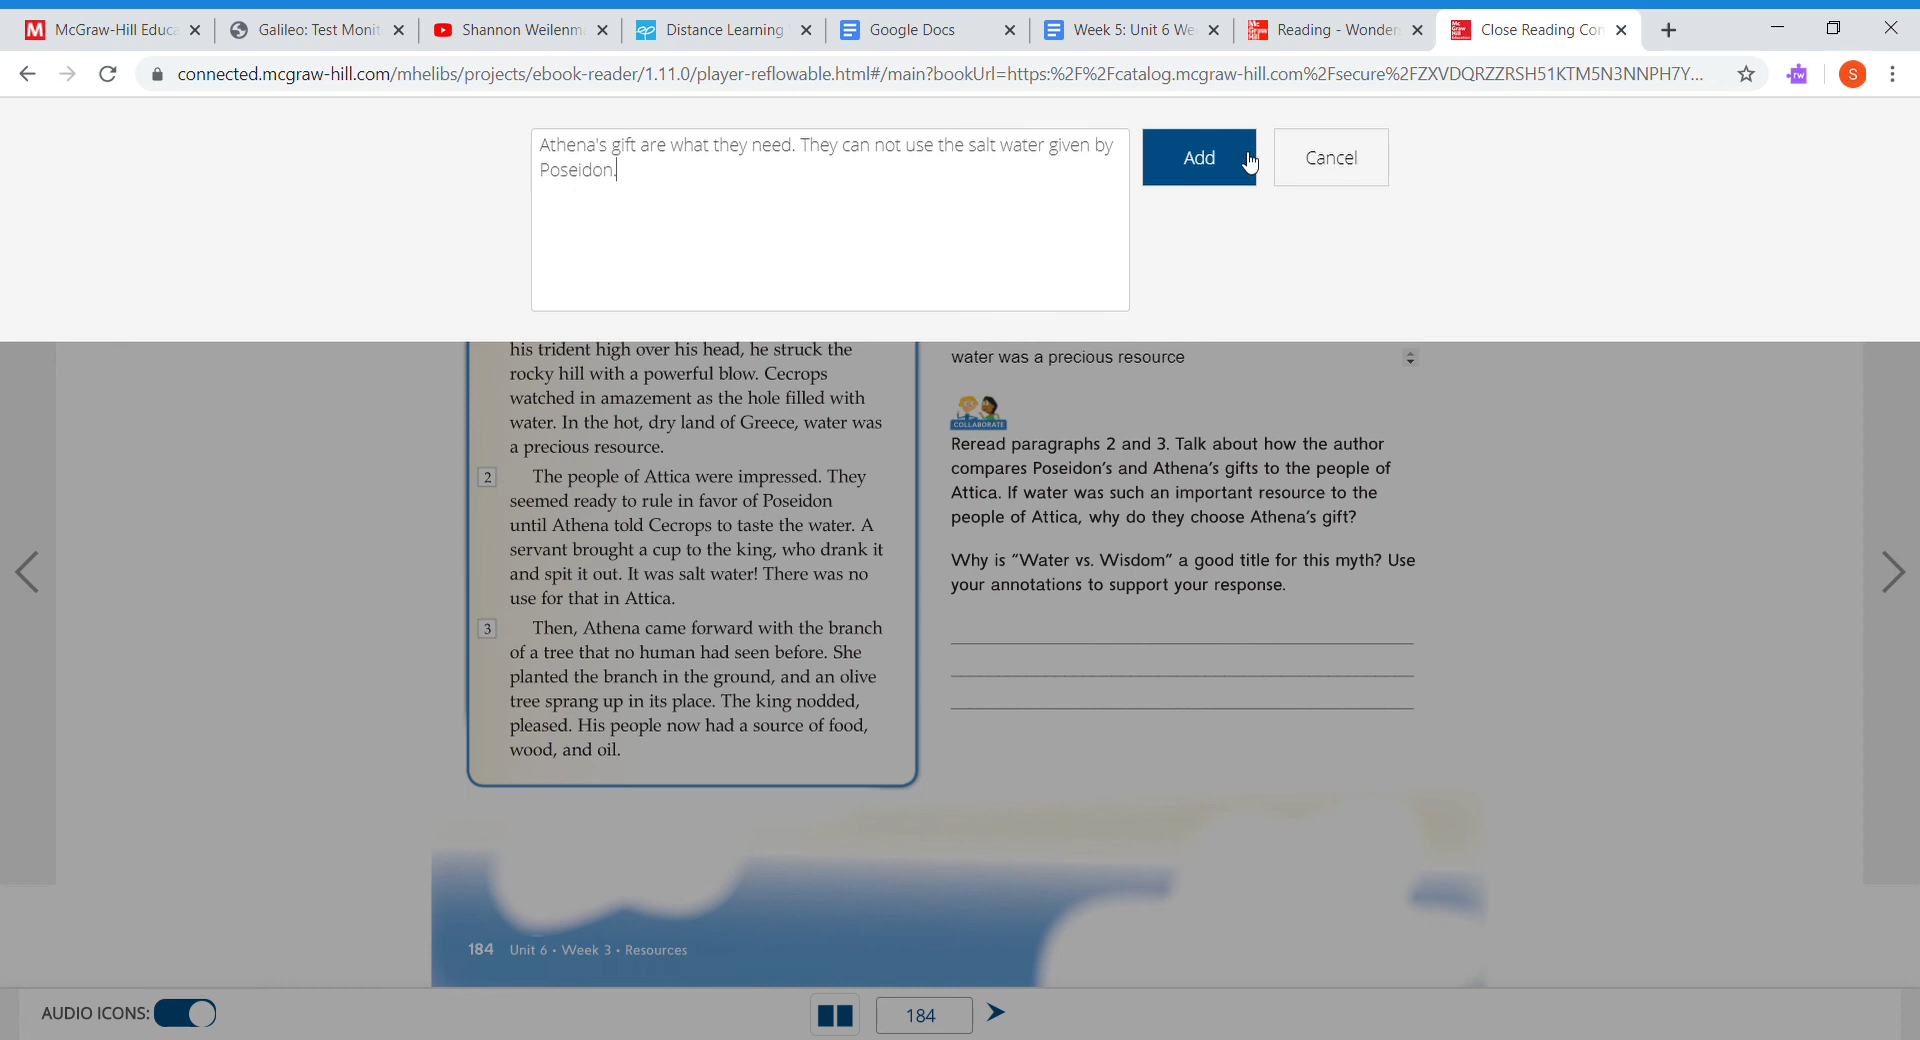 McGraw-Hill Educa
Galileo: Test Monit
Shannon Weilenm
Distance Learning
Google Docs
Week 5: Unit 6 We
Reading - Wonder
Close Reading Con
connected.mcgraw-hill.com/mhelibs/projects/ebook-reader/1.11.0/player-reflowable.html#/main?bookUrl=https:%2F%2Fcatalog.mcgraw-hill.com%2Fsecure%2FZXVDQRZZRSH51KTM5N3NNPH7Y...
rw
S
Athena's gift are what they need. They can not use the salt water given by
Poseidon.
Add
Cancel
his trident high over his head, he struck the
rocky hill with a powerful blow. Cecrops
watched in amazement as the hole filled with
water. In the hot, dry land of Greece, water was
a precious resource.
2 The people of Attica were impressed. They
seemed ready to rule in favor of Poseidon
until Athena told Cecrops to taste the water. A
servant brought a cup to the king, who drank it
and spit it out. It was salt water! There was no
use for that in Attica.
3 Then, Athena came forward with the branch
of a tree that no human had seen before. She
planted the branch in the ground, and an olive
tree sprang up in its place. The king nodded,
pleased. His people now had a source of food,
wood, and oil.
water was a precious resource
COLLABORATE
Reread paragraphs 2 and 3. Talk about how the author
compares Poseidon's and Athena's gifts to the people of
Attica. If water was such an important resource to the
people of Attica, why do they choose Athena's gift?
Why is "Water vs. Wisdom" a good title for this myth? Use
your annotations to support your response.
184 Unit 6 • Week 3 • Resources
AUDIO ICONS:
184